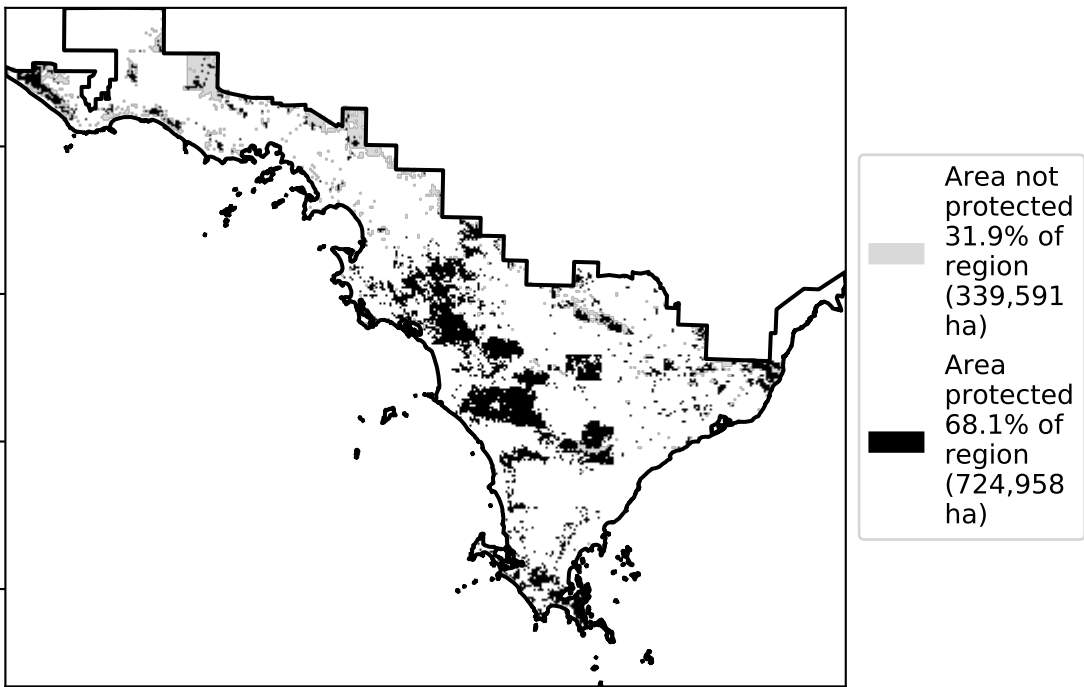 Area not
protected
31.9% of
region
(339,591
ha)
Area
protected
68.1% of
region
(724,958
ha)